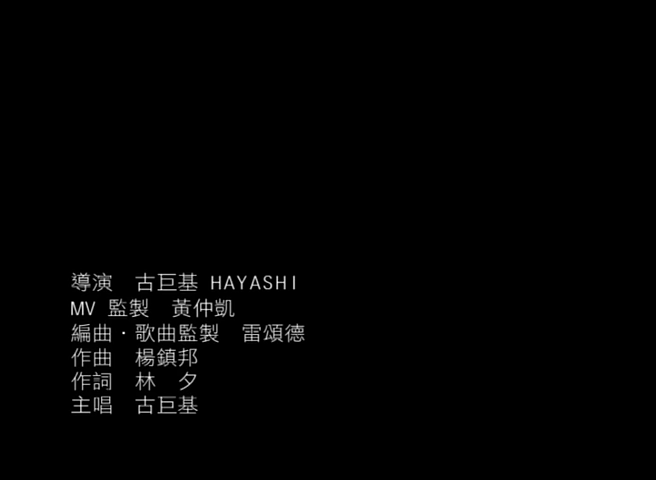 導演　古巨基 HAYASHI
MV 監製　黃仲凱
編曲・歌曲監製　雷頌德
作曲　楊鎮邦
作詞　林　夕
主唱　古巨基